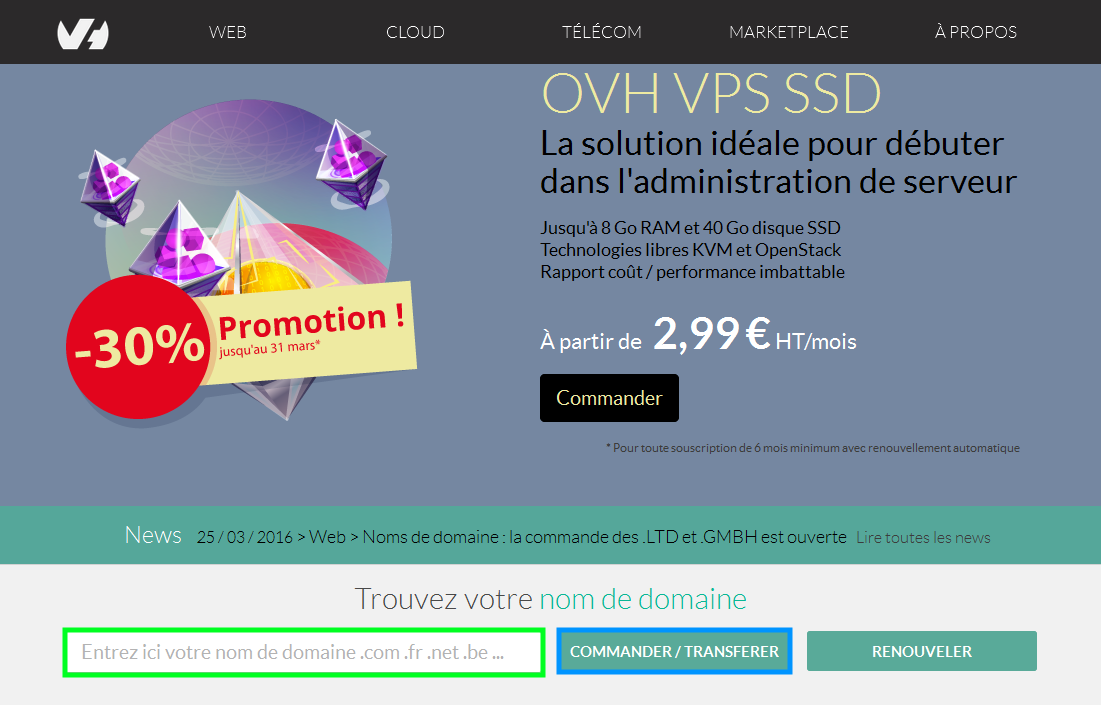 WEB CLOUD TÉLÉCOM MARKETPLACE À PROPOS
OVH VPS SSD
La solution idéale pour débuter
dans l'administration de serveur
Jusqu'à 8 Go RAM et 40 Go disque SSD
Technologies libres KVM et OpenStack
Rapport coût / performance imbattable
-30%
Promotion !
jusqu'au 31 mars*
À partir de 2,99 € HT/mois
Commander
* Pour toute souscription de 6 mois minimum avec renouvellement automatique
News 25 / 03 / 2016 > Web > Noms de domaine : la commande des .LTD et .GMBH est ouverte Lire toutes les news
Trouvez votre nom de domaine
Entrez ici votre nom de domaine .com .fr .net .be ... COMMANDER / TRANSFERER RENOUVELER